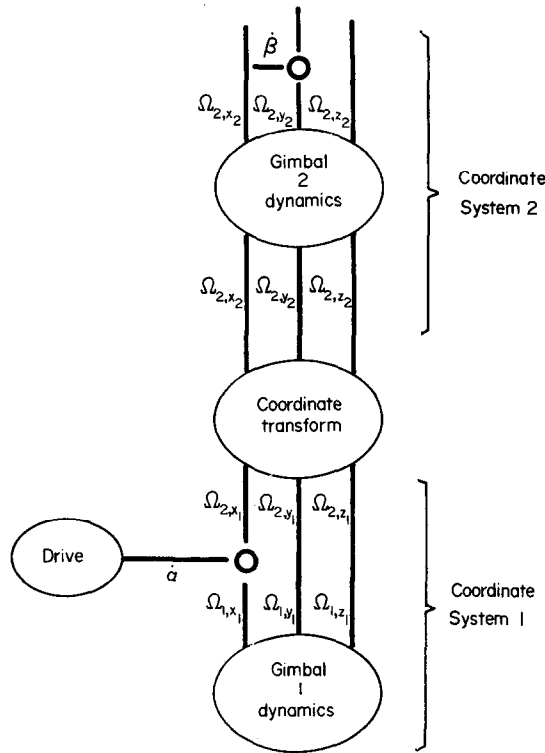 β̇
Ω2,x2 Ω2,y2 Ω2,z2
Gimbal
2
dynamics
Coordinate
System 2
Ω2,x2 Ω2,y2 Ω2,z2
Coordinate
transform
Ω2,x1 Ω2,y1 Ω2,z1
Drive
α̇
Ω1,x1 Ω1,y1 Ω1,z1
Coordinate
System 1
Gimbal
1
dynamics